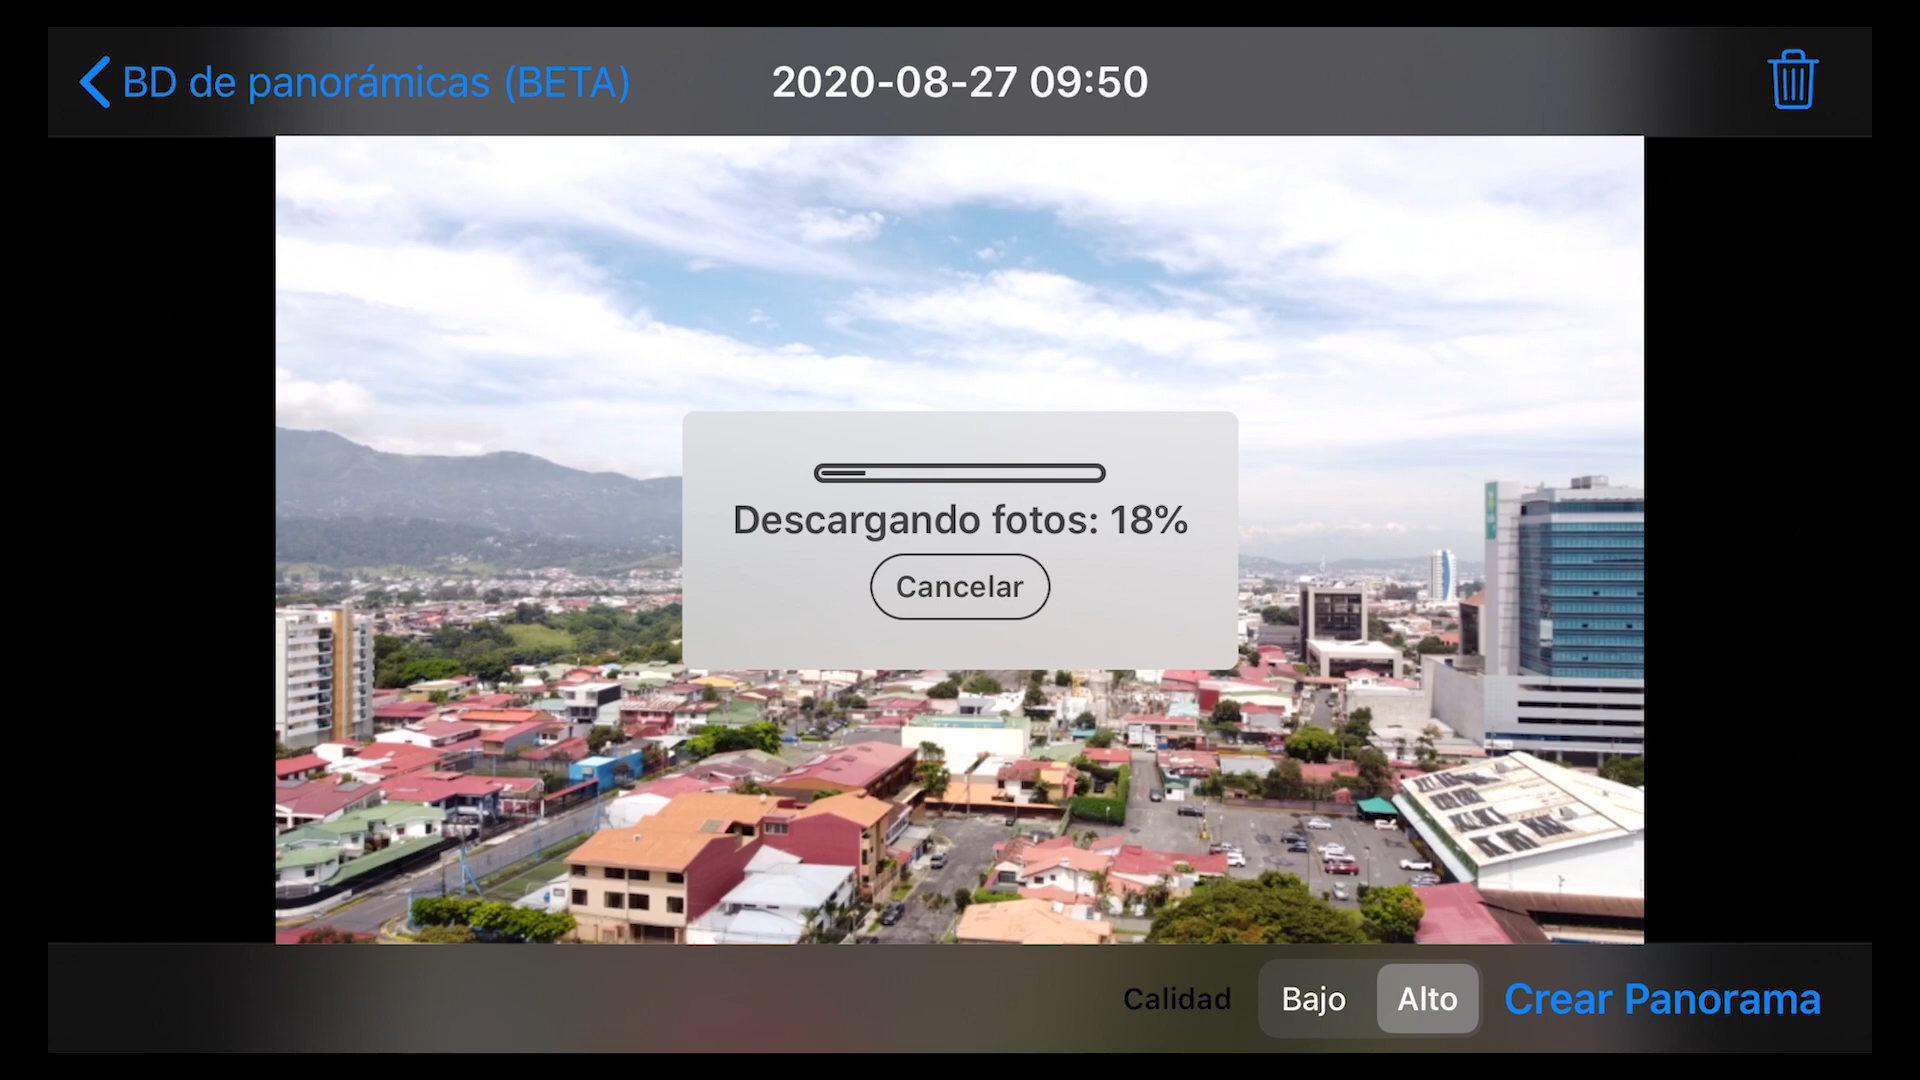 BD de panorámicas (BETA)
2020-08-27 09:50
Descargando fotos: 18%
Cancelar
Calidad
Bajo
Alto
Crear Panorama